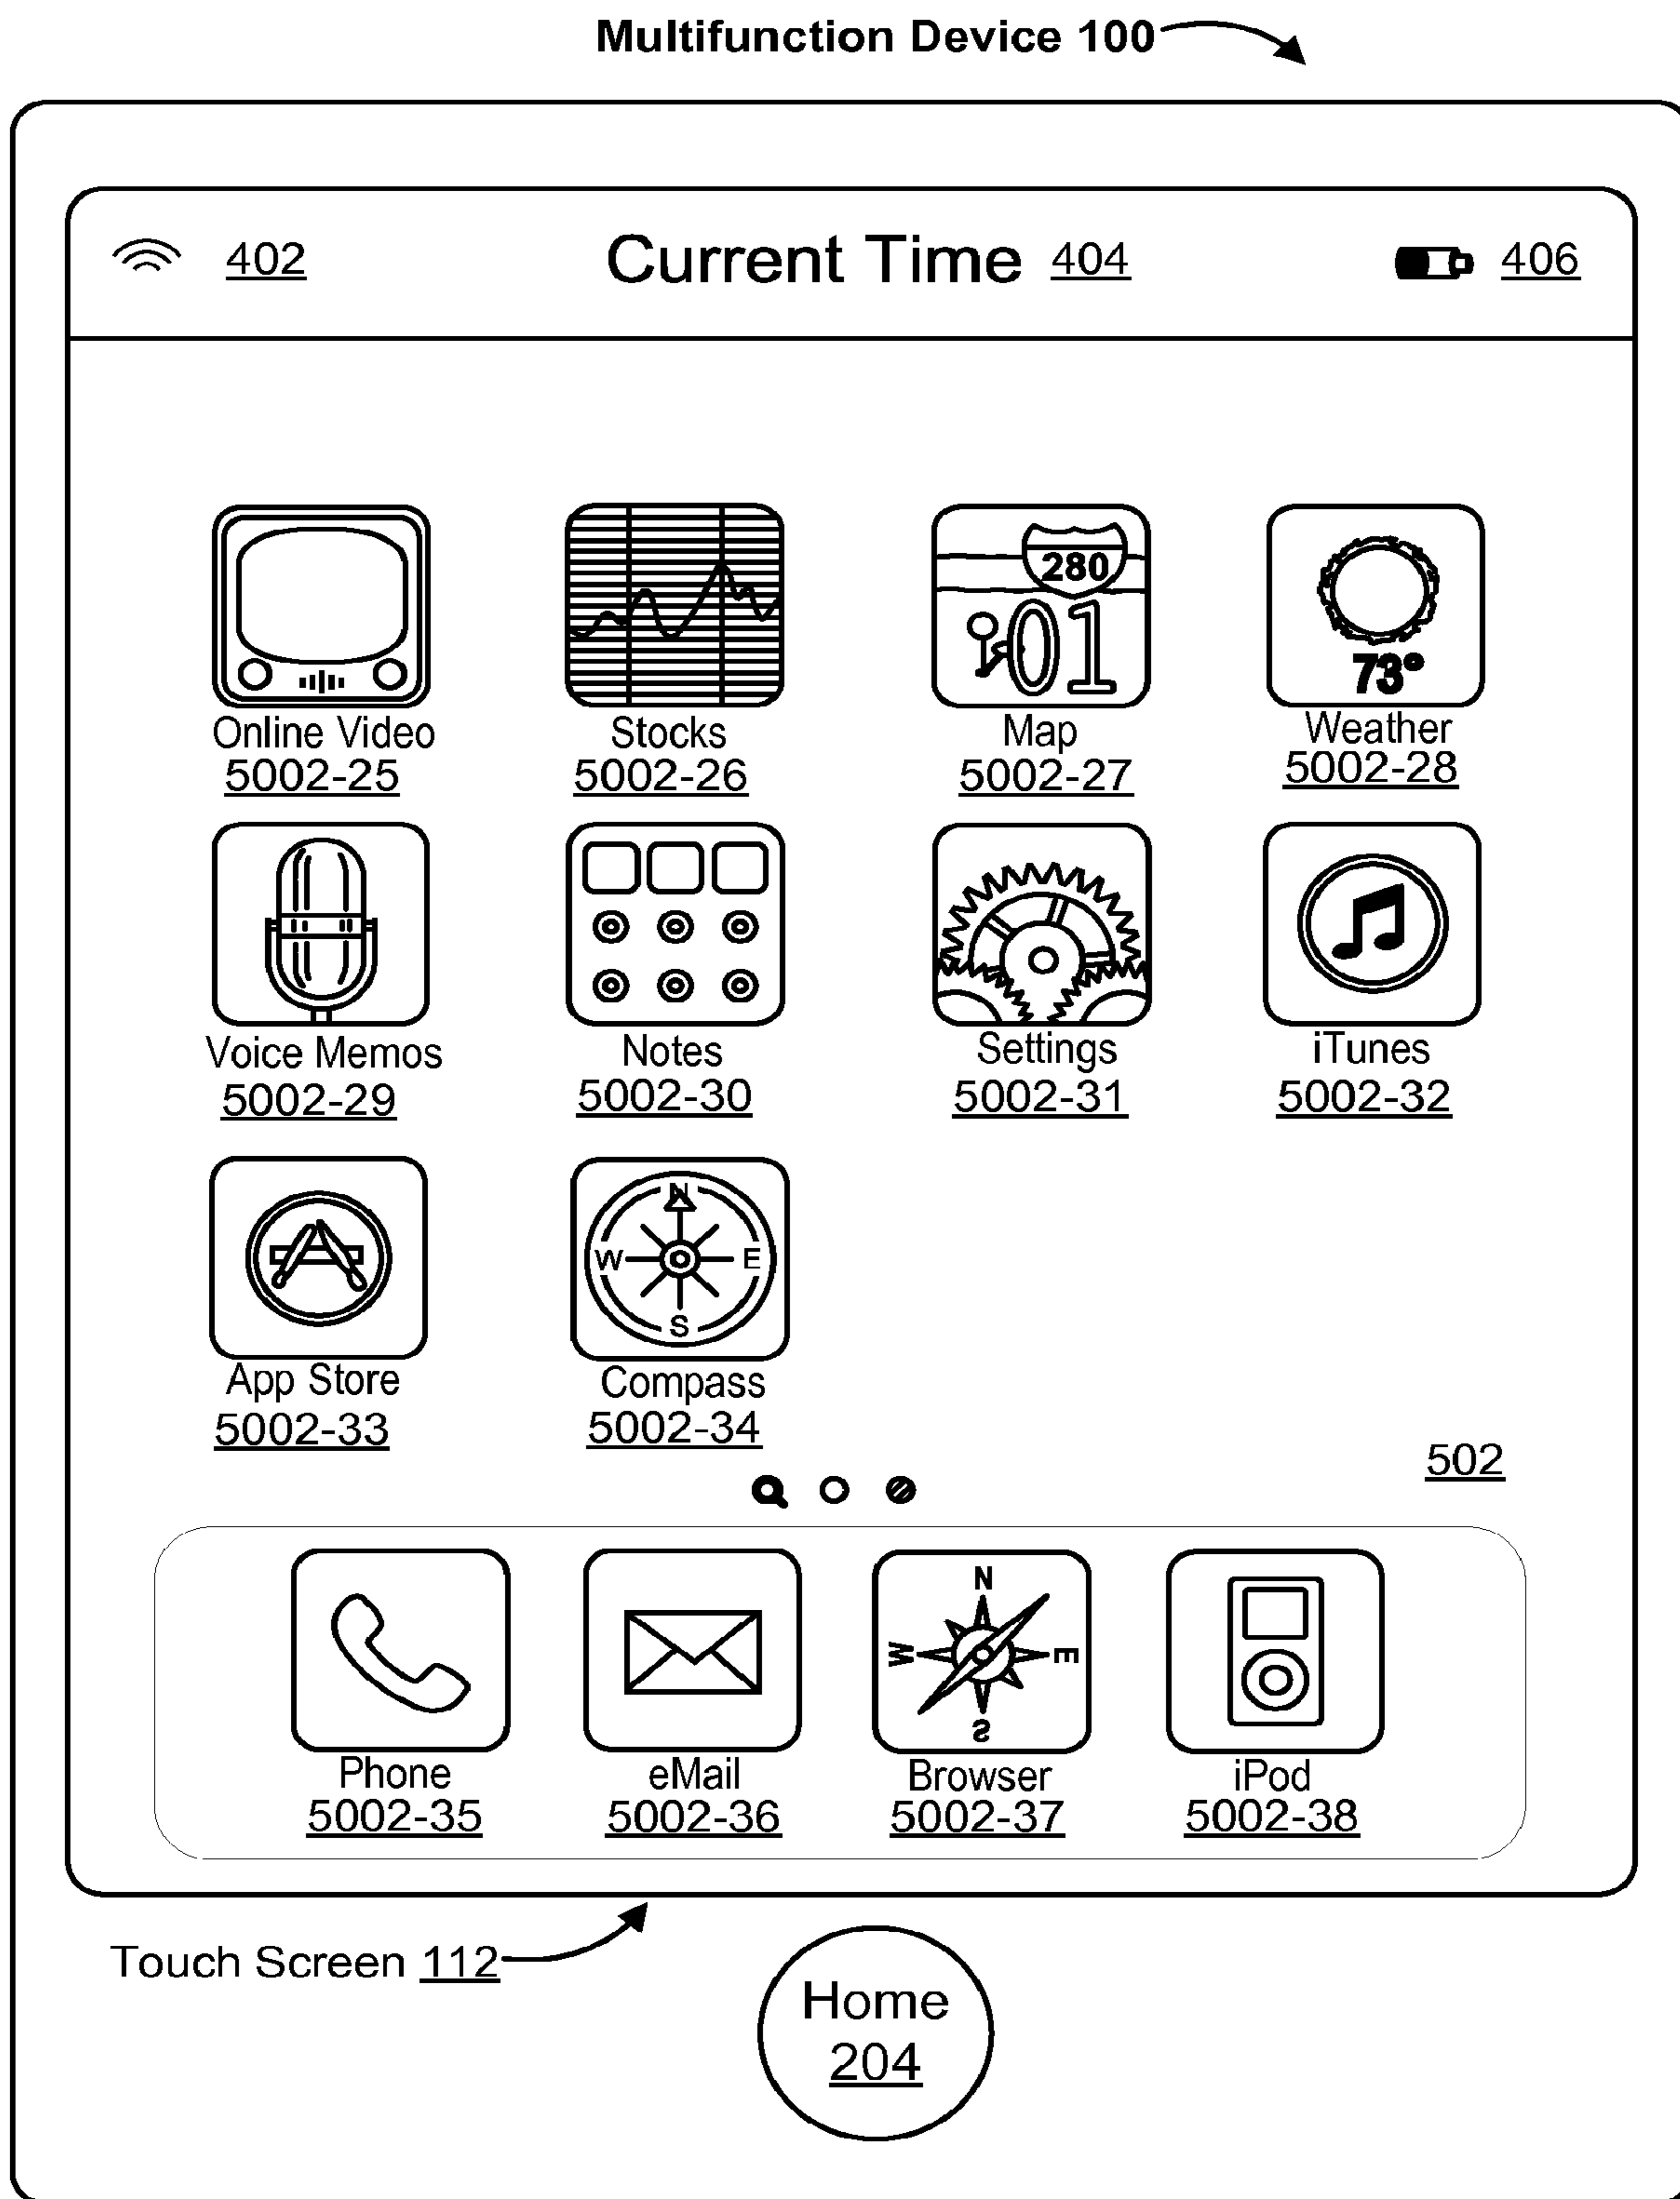 Multifunction Device 100
402 Current Time 404 406
280
01
73°
Online Video Stocks Map Weather
5002-25 5002-26 5002-27 5002-28
Voice Memos Notes Settings iTunes
5002-29 5002-30 5002-31 5002-32
N
W E
S
App Store Compass
5002-33 5002-34
502
N
W E
S
Phone eMail Browser iPod
5002-35 5002-36 5002-37 5002-38
Touch Screen 112
Home
204